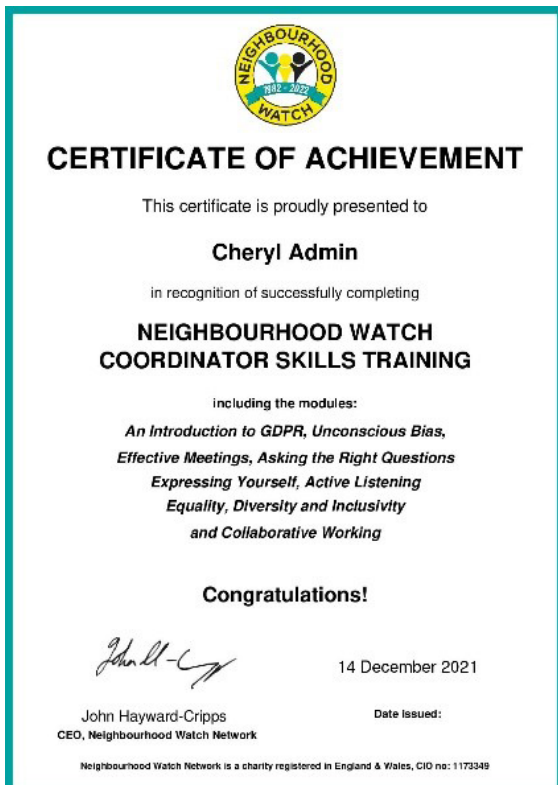 NEIGHBOURHOOD
1982 - 2022
WATCH
CERTIFICATE OF ACHIEVEMENT
This certificate is proudly presented to
Cheryl Admin
in recognition of successfully completing
NEIGHBOURHOOD WATCH
COORDINATOR SKILLS TRAINING
including the modules:
An Introduction to GDPR, Unconscious Bias,
Effective Meetings, Asking the Right Questions
Expressing Yourself, Active Listening
Equality, Diversity and Inclusivity
and Collaborative Working
Congratulations!
14 December 2021
John Hayward-Cripps
Date Issued:
CEO, Neighbourhood Watch Network
Neighbourhood Watch Network is a charity registered in England & Wales, CIO no: 1173349